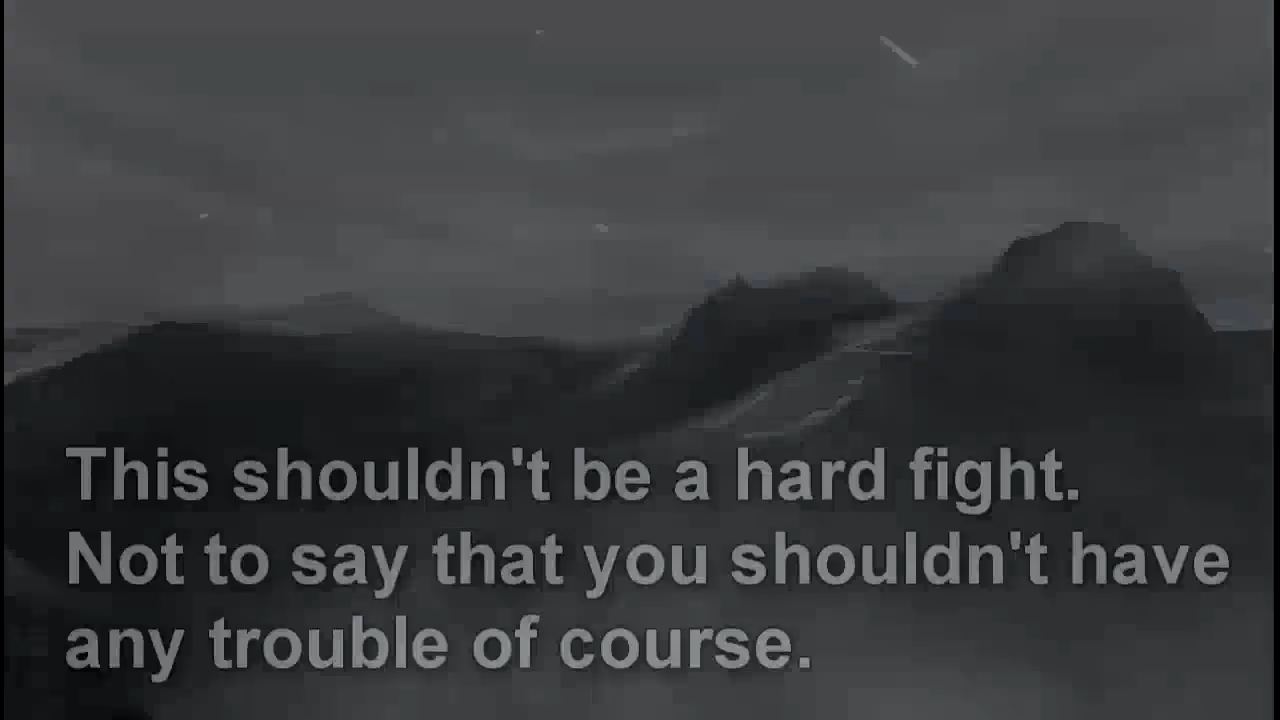 This shouldn't be a hard fight.
Not to say that you shouldn't have
any trouble of course.